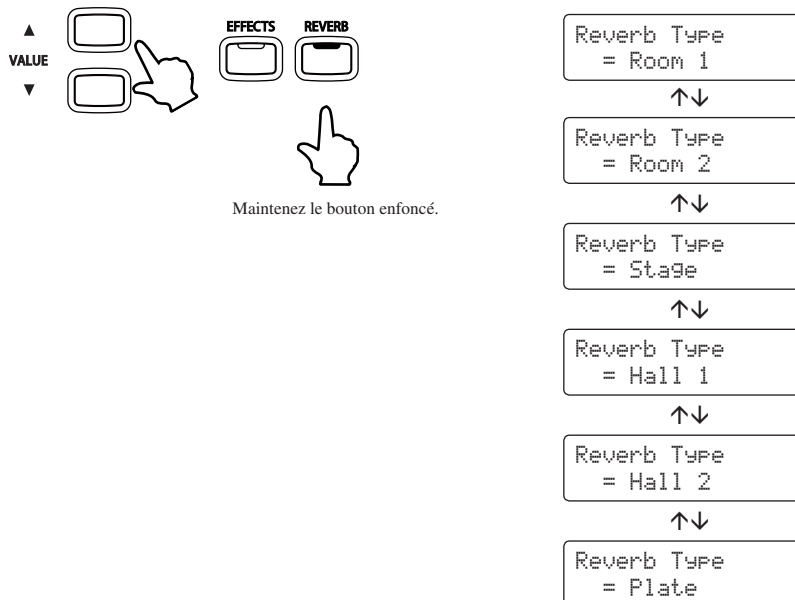 ▲
VALUE
▼
EFFECTS
REVERB
Maintenez le bouton enfoncé.
Reverb Type
= Room 1
↑↓
Reverb Type
= Room 2
↑↓
Reverb Type
= Stage
↑↓
Reverb Type
= Hall 1
↑↓
Reverb Type
= Hall 2
↑↓
Reverb Type
= Plate